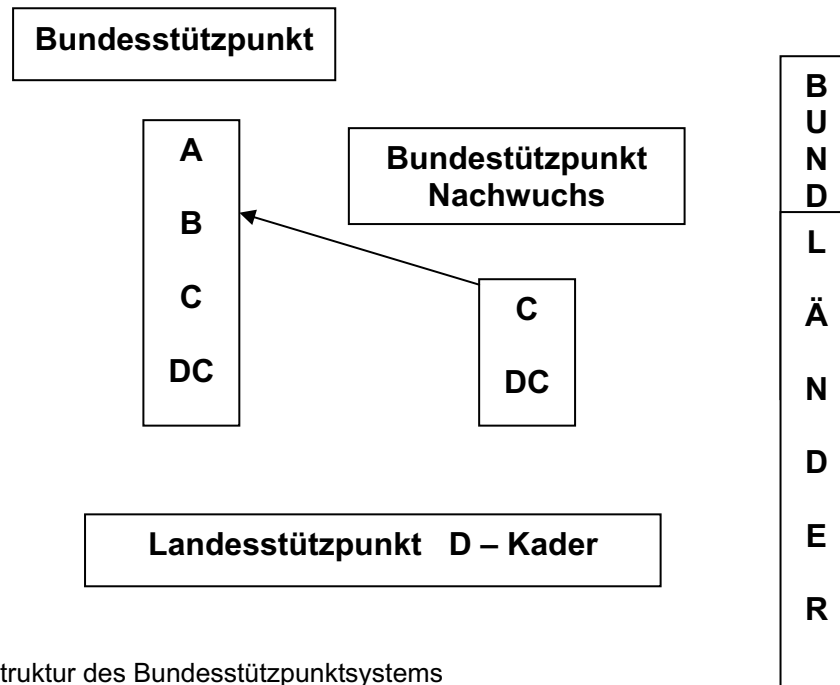 Bundesstützpunkt
A
B
C
DC
Bundestützpunkt
Nachwuchs
C
DC
Landesstützpunkt D – Kader
B
U
N
D
L
Ä
N
D
E
R
truktur des Bundesstützpunktsystems